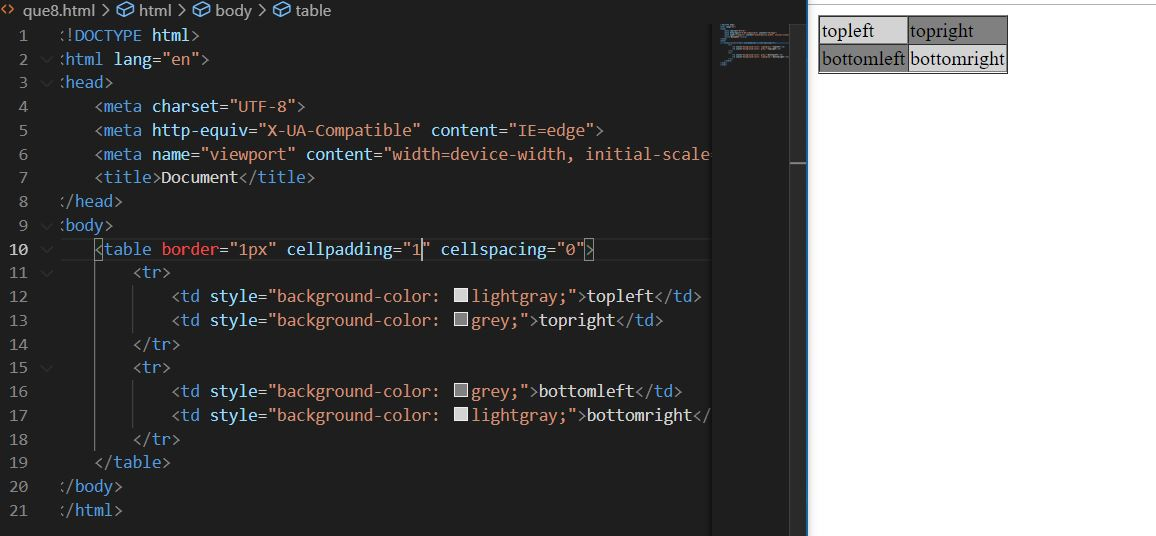 que8.html > html > body > table
1 <!DOCTYPE html>
2 <html lang="en">
3 <head>
4 <meta charset="UTF-8">
5 <meta http-equiv="X-UA-Compatible" content="IE=edge">
6 <meta name="viewport" content="width=device-width, initial-scale
7 <title>Document</title>
8 </head>
9 <body>
10 <table border="1px" cellpadding="1" cellspacing="0">
11 <tr>
12 <td style="background-color: lightgray;">topleft</td>
13 <td style="background-color: grey;">topright</td>
14 </tr>
15 <tr>
16 <td style="background-color: grey;">bottomleft</td>
17 <td style="background-color: lightgray;">bottomright</
18 </tr>
19 </table>
20 </body>
21 </html>
topleft topright
bottomleft bottomright